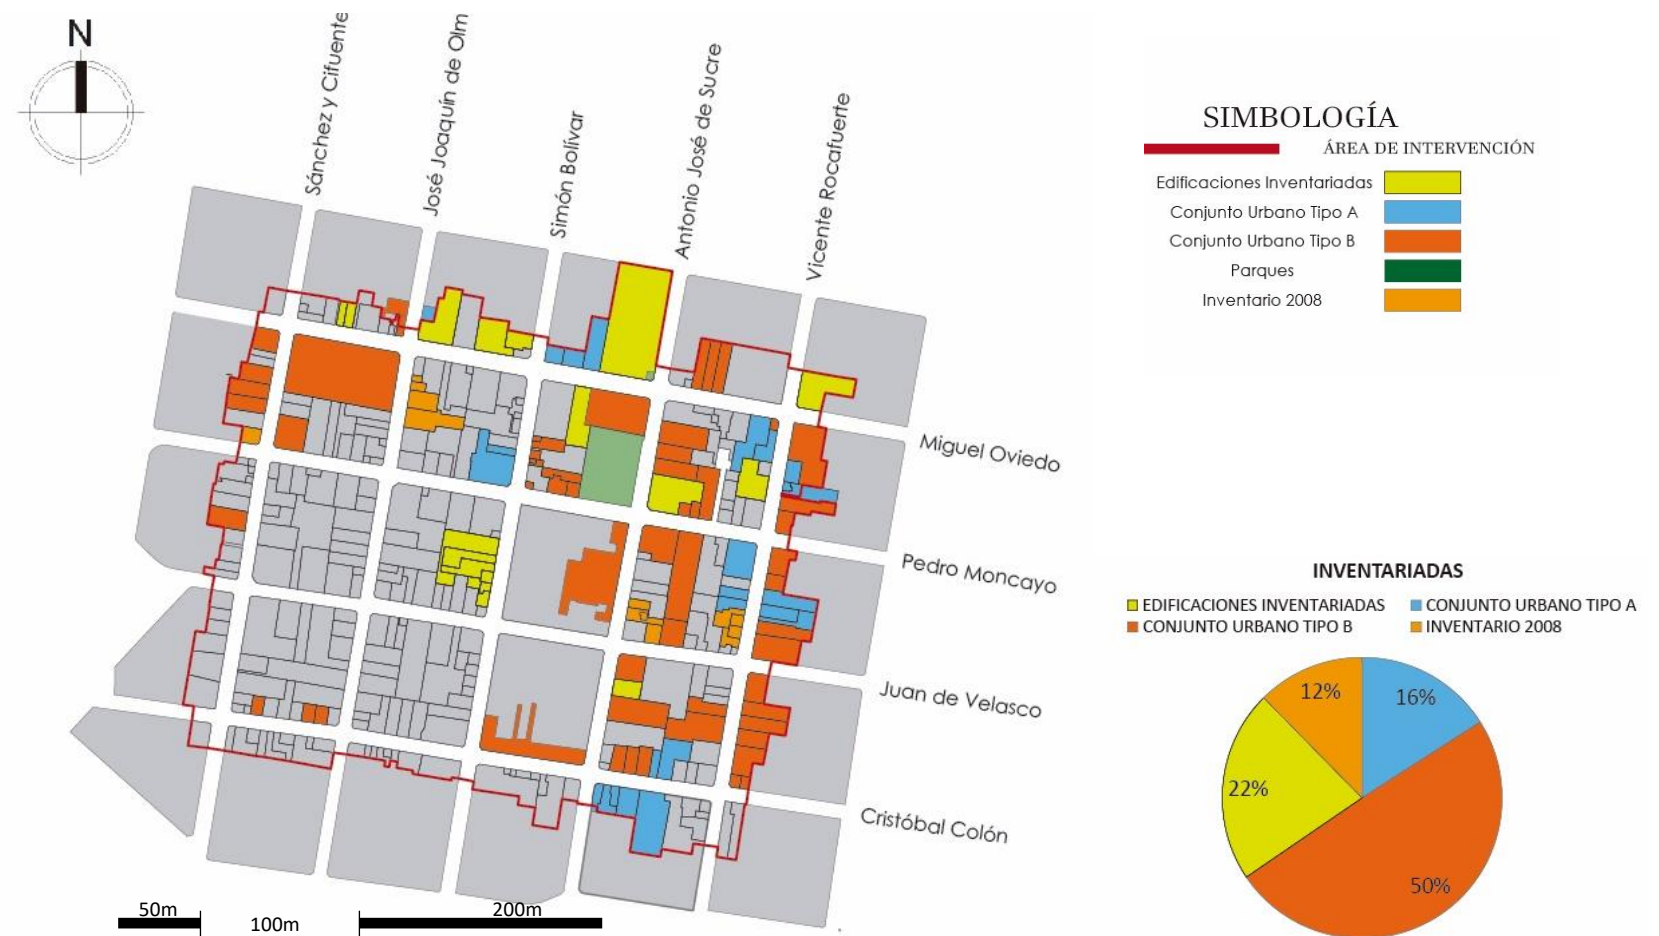 N
Sánchez y Cifuente
José Joaquín de Olm
Simón Bolívar
Antonio José de Sucre
Vicente Rocafuerte
Miguel Oviedo
Pedro Moncayo
Juan de Velasco
Cristóbal Colón
50m
100m
200m
SIMBOLOGÍA
ÁREA DE INTERVENCIÓN
Edificaciones Inventariadas
Conjunto Urbano Tipo A
Conjunto Urbano Tipo B
Parques
Inventario 2008
INVENTARIADAS
EDIFICACIONES INVENTARIADAS CONJUNTO URBANO TIPO A
CONJUNTO URBANO TIPO B INVENTARIO 2008
12%
16%
22%
50%